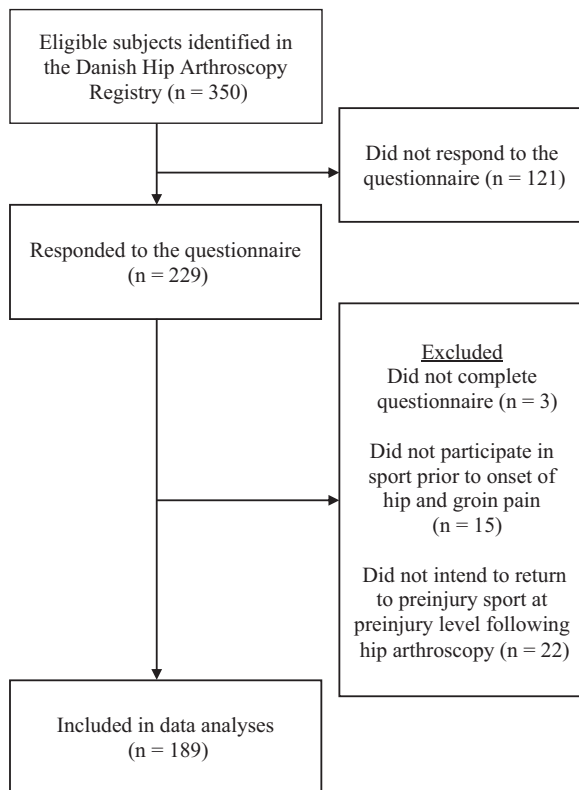 Eligible subjects identified in
the Danish Hip Arthroscopy
Registry (n = 350)
Did not respond to the
questionnaire (n = 121)
Responded to the questionnaire
(n = 229)
Excluded
Did not complete
questionnaire (n = 3)
Did not participate in
sport prior to onset of
hip and groin pain
(n = 15)
Did not intend to return
to preinjury sport at
preinjury level following
hip arthroscopy (n = 22)
Included in data analyses
(n = 189)